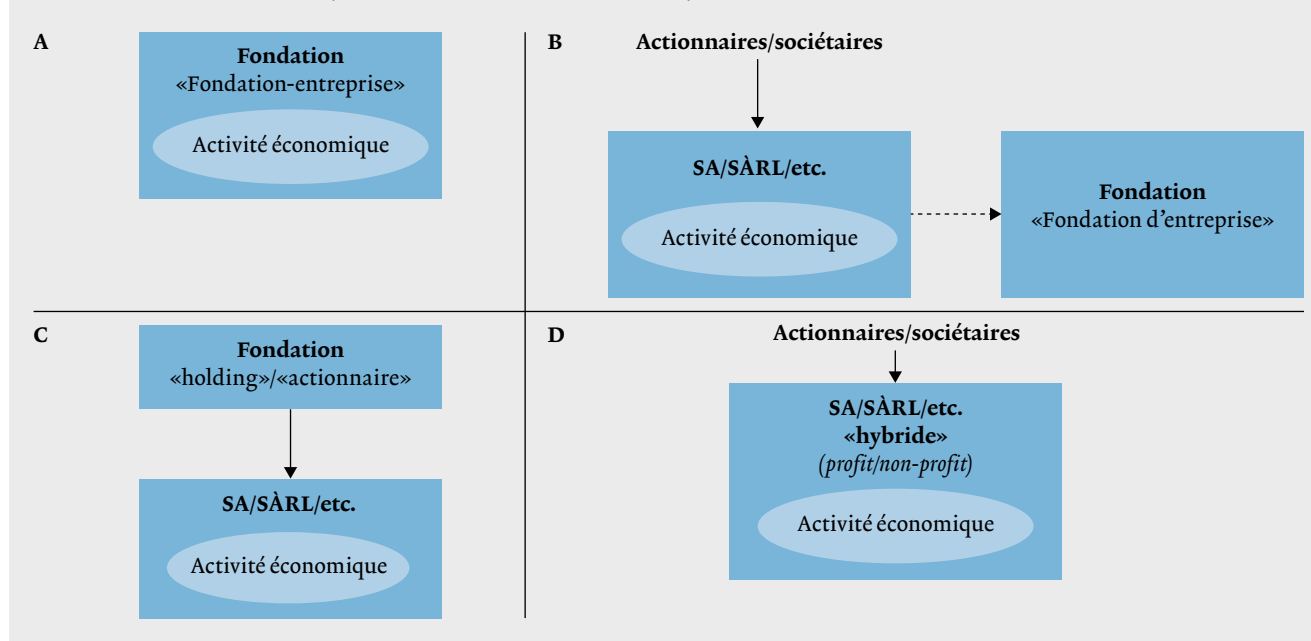 A
Fondation
«Fondation-entreprise»
Activité économique
B
Actionnaires/sociétaires
SA/SÀRL/etc.
Activité économique
Fondation
«Fondation d’entreprise»
C
Fondation
«holding»/«actionnaire»
SA/SÀRL/etc.
Activité économique
D
Actionnaires/sociétaires
SA/SÀRL/etc.
«hybride»
(profit/non-profit)
Activité économique